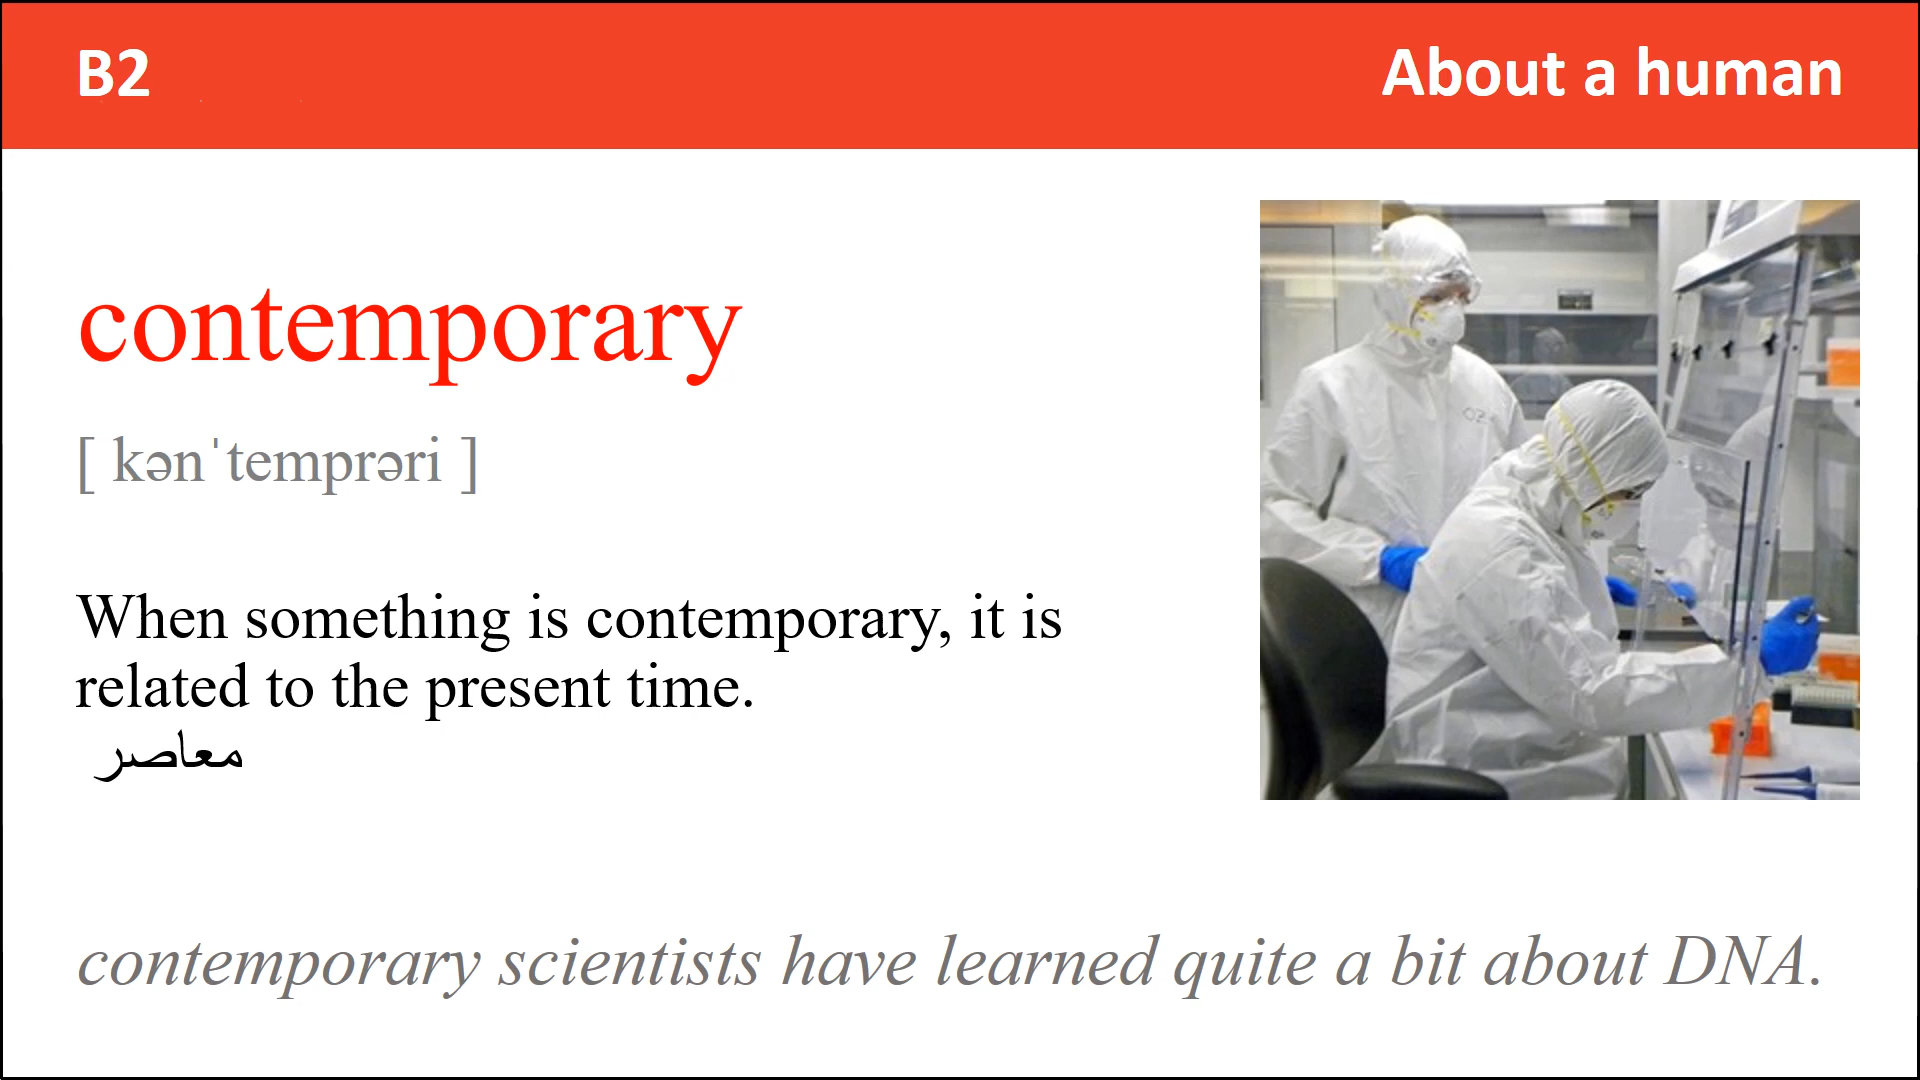 B2
About a human
contemporary
[ kənˈtemprəri ]
When something is contemporary, it is
related to the present time.
معاصر
contemporary scientists have learned quite a bit about DNA.